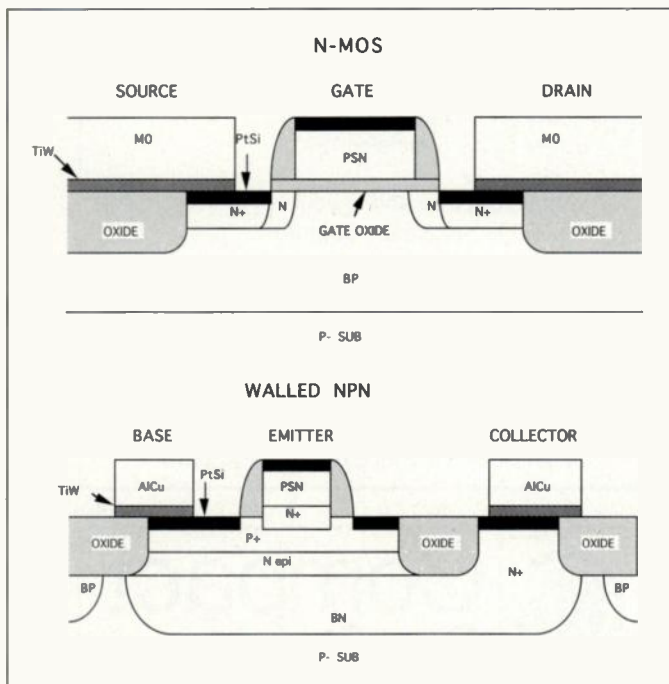 N-MOS
SOURCE GATE DRAIN
TiW MO PtSi PSN MO
N+ N N N+
OXIDE GATE OXIDE OXIDE
BP
P- SUB
WALLED NPN
BASE EMITTER COLLECTOR
TiW AlCu PtSi PSN AlCu
N+
OXIDE P+ OXIDE OXIDE
N epi
BP N+ BP
BN
P- SUB